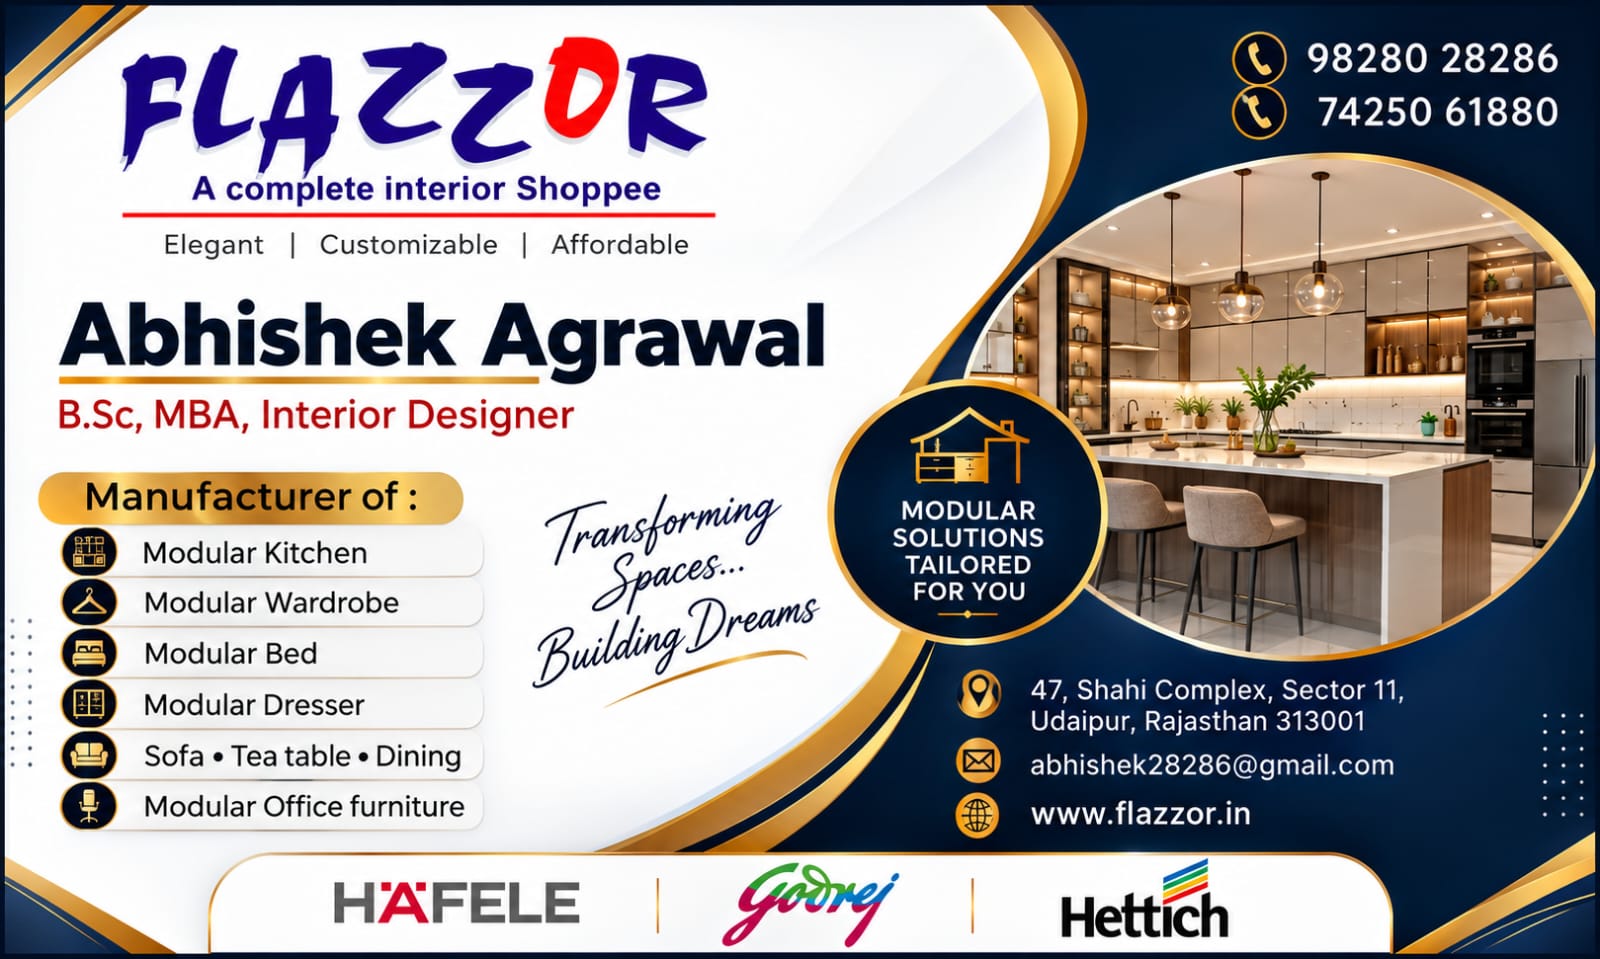 FLAZZOR
A complete interior Shoppee
Elegant | Customizable | Affordable
Abhishek Agrawal
B.Sc, MBA, Interior Designer
Manufacturer of :
Modular Kitchen
Modular Wardrobe
Modular Bed
Modular Dresser
Sofa • Tea table • Dining
Modular Office furniture
Transforming
Spaces...
Building Dreams
98280 28286
74250 61880
MODULAR
SOLUTIONS
TAILORED
FOR YOU
47, Shahi Complex, Sector 11,
Udaipur, Rajasthan 313001
abhishek28286@gmail.com
www.flazzor.in
HÄFELE
Godrej
Hettich